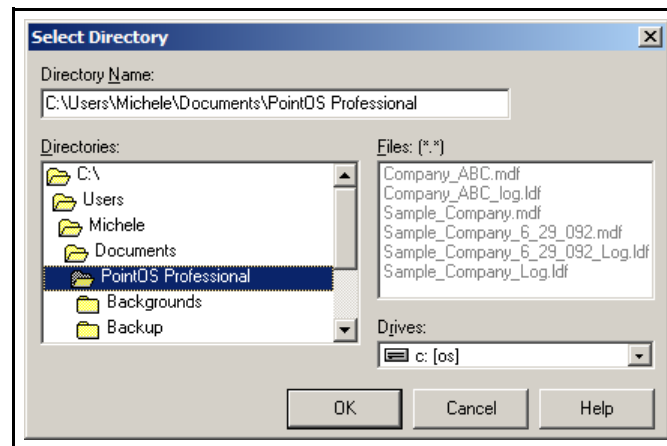 Select Directory
Directory Name:
C:\Users\Michele\Documents\PointOS Professional
Directories:
C:\
Users
Michele
Documents
PointOS Professional
Backgrounds
Backup
Files: (*.*)
Company_ABC.mdf
Company_ABC_log.ldf
Sample_Company.mdf
Sample_Company_6_29_092.mdf
Sample_Company_6_29_092_Log.ldf
Sample_Company_Log.ldf
Drives:
c: [os]
OK
Cancel
Help